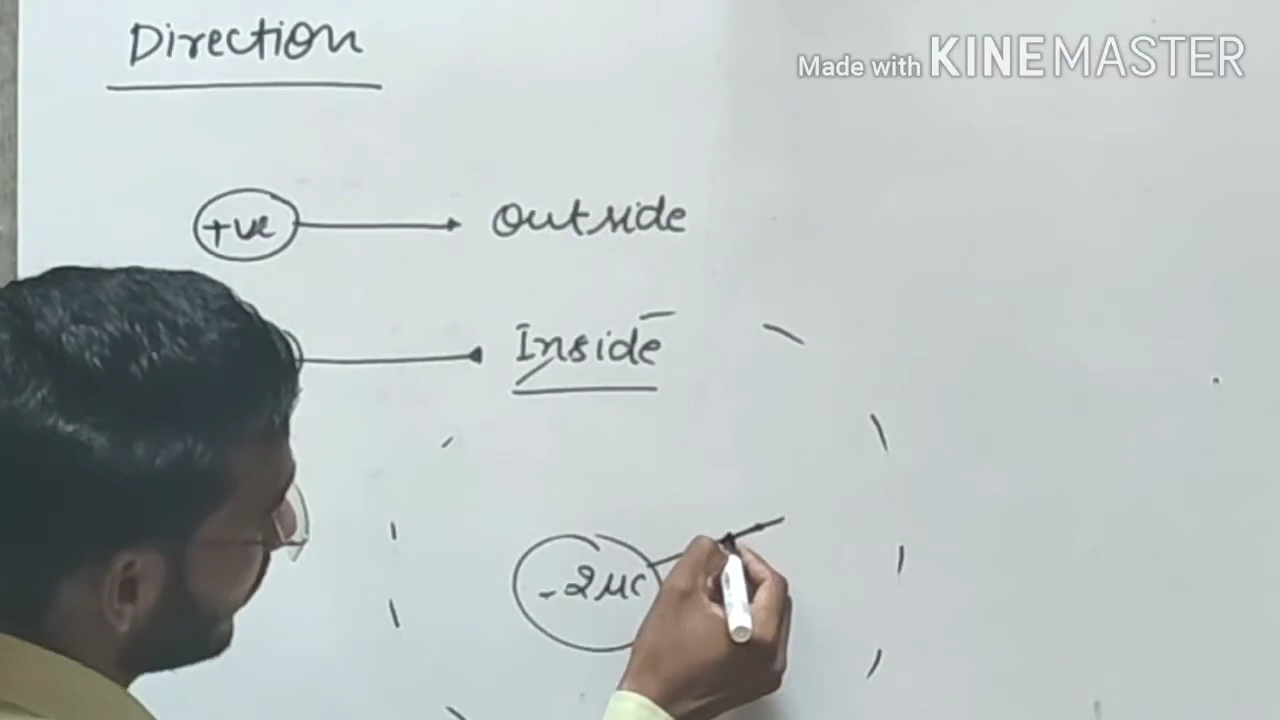 Direction
Made with KINEMASTER
+ve Outside
Inside
-2μc